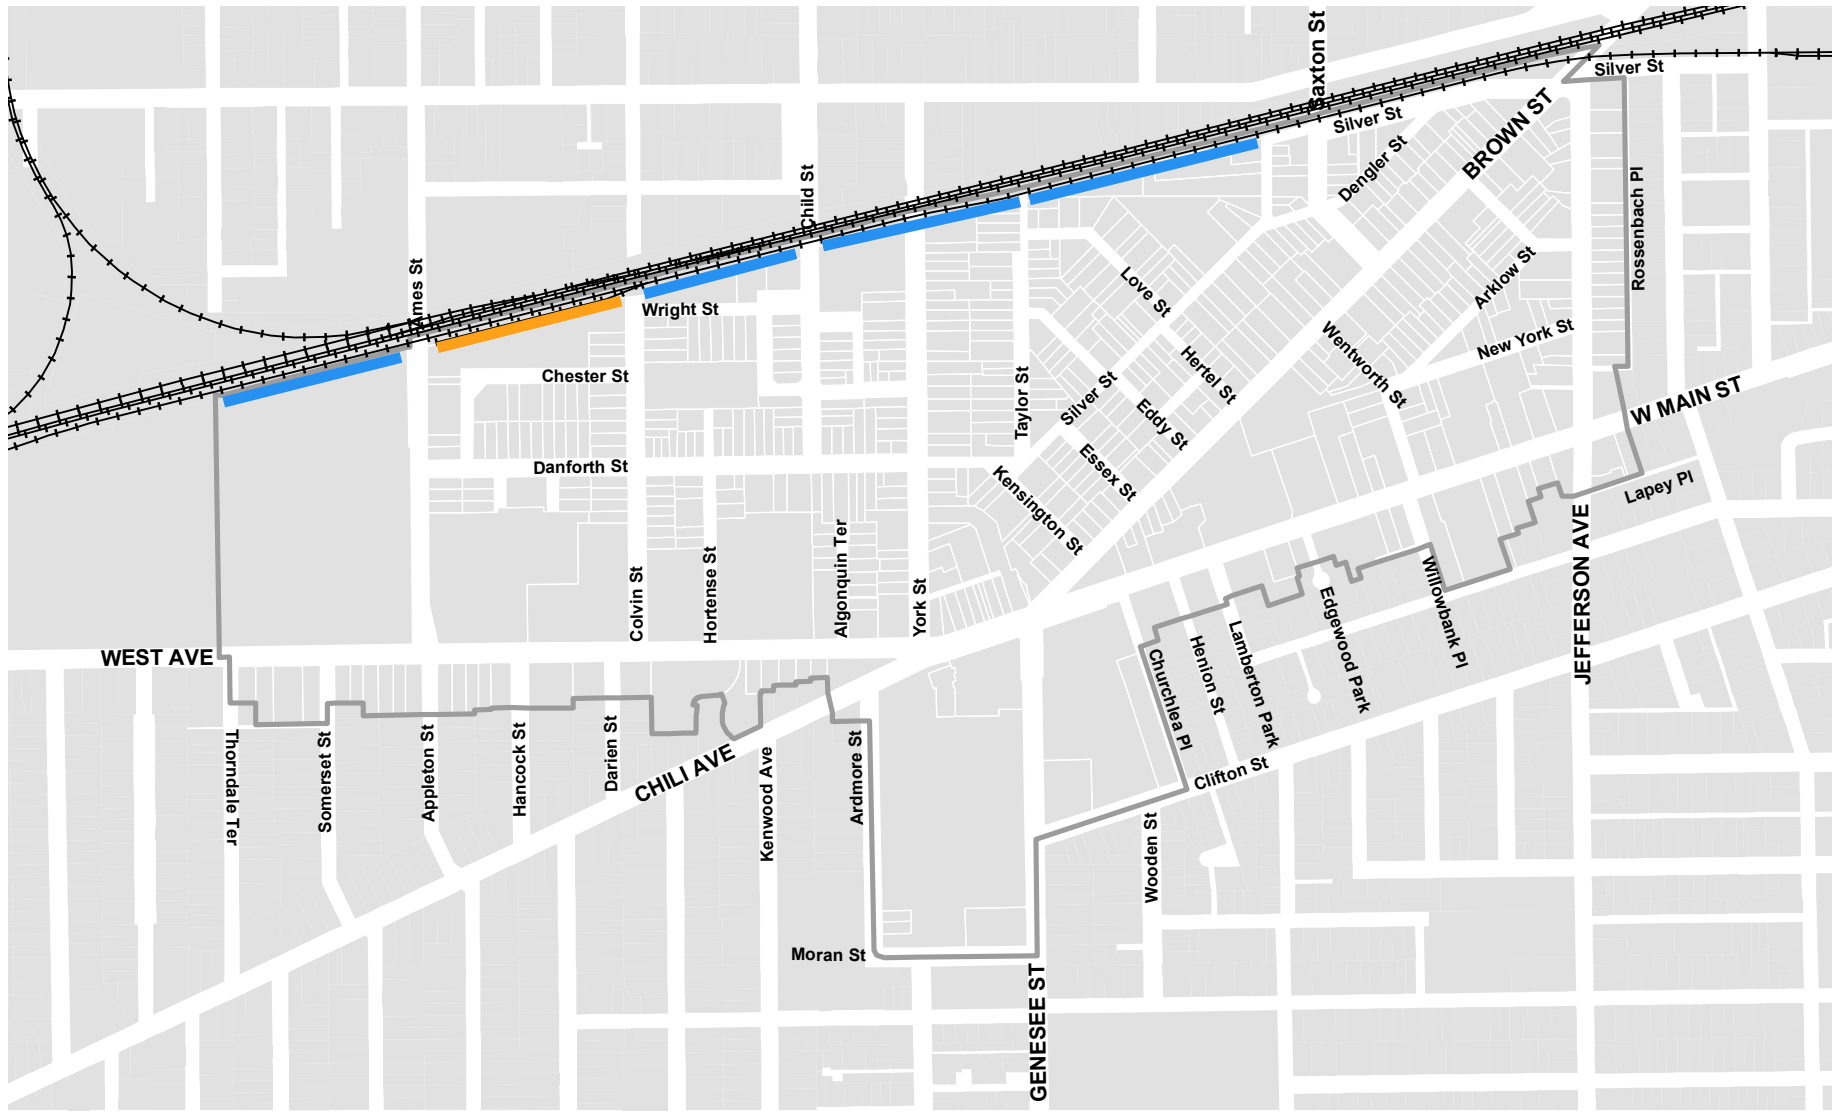 Saxton St
Silver St
Silver St
BROWN ST
Dengler St
Rossenbach Pl
Child St
Ames St
Arklow St
Love St
Wright St
New York St
Wentworth St
Hertel St
Chester St
Taylor St
Silver St
Eddy St
W MAIN ST
Danforth St
Essex St
Kensington St
Lapey Pl
JEFFERSON AVE
Algonquin Ter
Colvin St
Hortense St
York St
Willowbank Pl
Edgewood Park
Lamberton Park
Henion St
Churchlea Pl
WEST AVE
Thorndale Ter
Somerset St
Appleton St
Hancock St
Darien St
CHILI AVE
Kenwood Ave
Ardmore St
Clifton St
Wooden St
Moran St
GENESEE ST